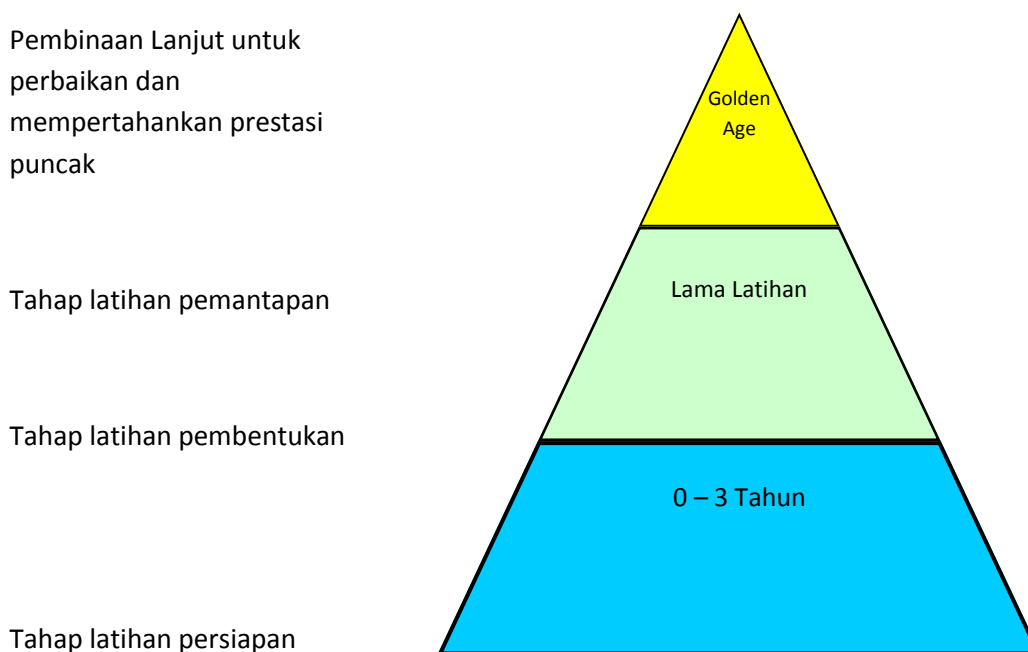 Pembinaan Lanjut untuk
perbaikan dan
mempertahankan prestasi
puncak
Golden
Age
Tahap latihan pemantapan
Lama Latihan
Tahap latihan pembentukan
0 – 3 Tahun
Tahap latihan persiapan